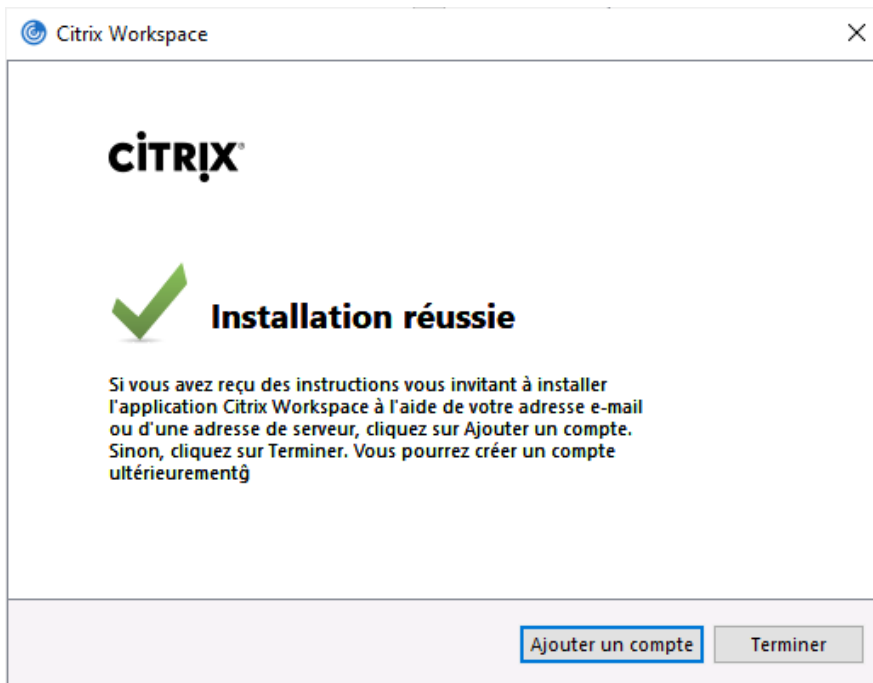 Citrix Workspace
CİTRỊX®
Installation réussie
Si vous avez reçu des instructions vous invitant à installer
l'application Citrix Workspace à l'aide de votre adresse e-mail
ou d'une adresse de serveur, cliquez sur Ajouter un compte.
Sinon, cliquez sur Terminer. Vous pourrez créer un compte
ultérieurementĝ
Ajouter un compte
Terminer